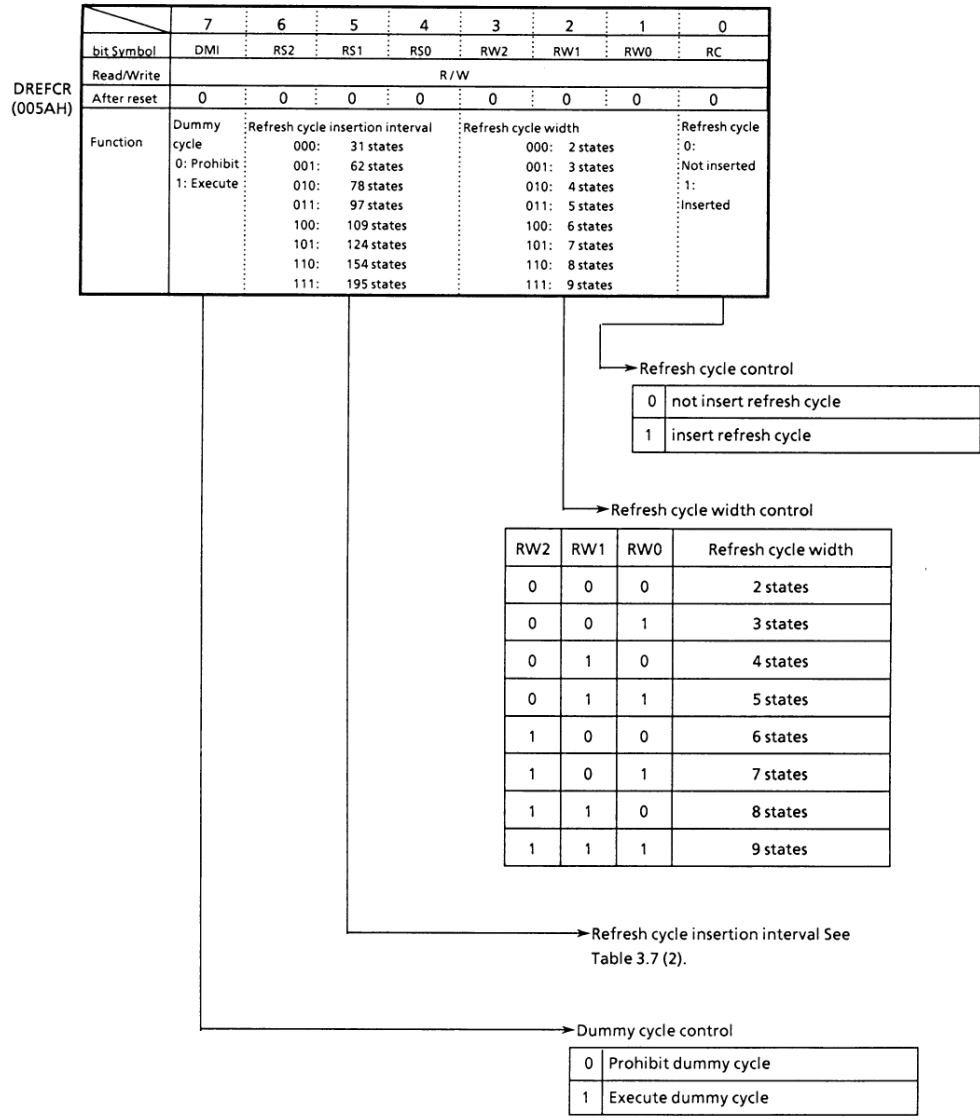 7 6 5 4 3 2 1 0
bit Symbol DMI RS2 RS1 RS0 RW2 RW1 RW0 RC
Read/Write R/W
DREFCR
(005AH)
After reset 0 0 0 0 0 0 0 0
Function
Dummy
cycle
0: Prohibit
1: Execute
Refresh cycle insertion interval
000: 31 states
001: 62 states
010: 78 states
011: 97 states
100: 109 states
101: 124 states
110: 154 states
111: 195 states
Refresh cycle width
000: 2 states
001: 3 states
010: 4 states
011: 5 states
100: 6 states
101: 7 states
110: 8 states
111: 9 states
Refresh cycle
0:
Not inserted
1:
Inserted
Refresh cycle control
0 not insert refresh cycle
1 insert refresh cycle
Refresh cycle width control
RW2 RW1 RW0 Refresh cycle width
0 0 0 2 states
0 0 1 3 states
0 1 0 4 states
0 1 1 5 states
1 0 0 6 states
1 0 1 7 states
1 1 0 8 states
1 1 1 9 states
Refresh cycle insertion interval See
Table 3.7 (2).
Dummy cycle control
0 Prohibit dummy cycle
1 Execute dummy cycle